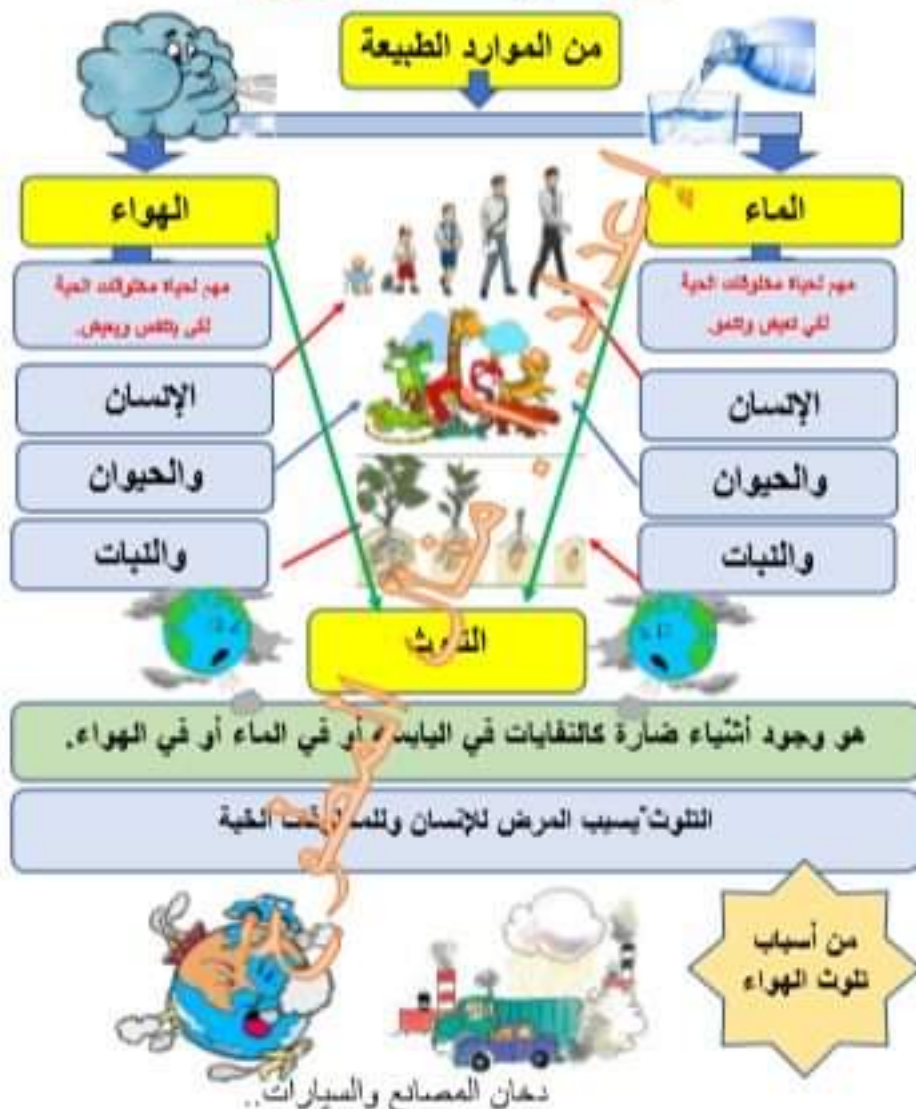 من الموارد الطبيعة
الماء
الهواء
مهم لحياة مخلوقات الحية
لكي تعيش وتنمو.
مهم لحياة مخلوقات الحية
لكي يتنفس ويعيش.
الإنسان
والحيوان
والنبات
الإنسان
والحيوان
والنبات
إعداد: منال
التلوث
هو وجود أشياء ضارة كالنفايات في اليابسة أو في الماء أو في الهواء.
التلوث يسبب المرض للإنسان وللمخلوقات الحية
من أسباب
تلوث الهواء
دخان المصانع والسيارات..